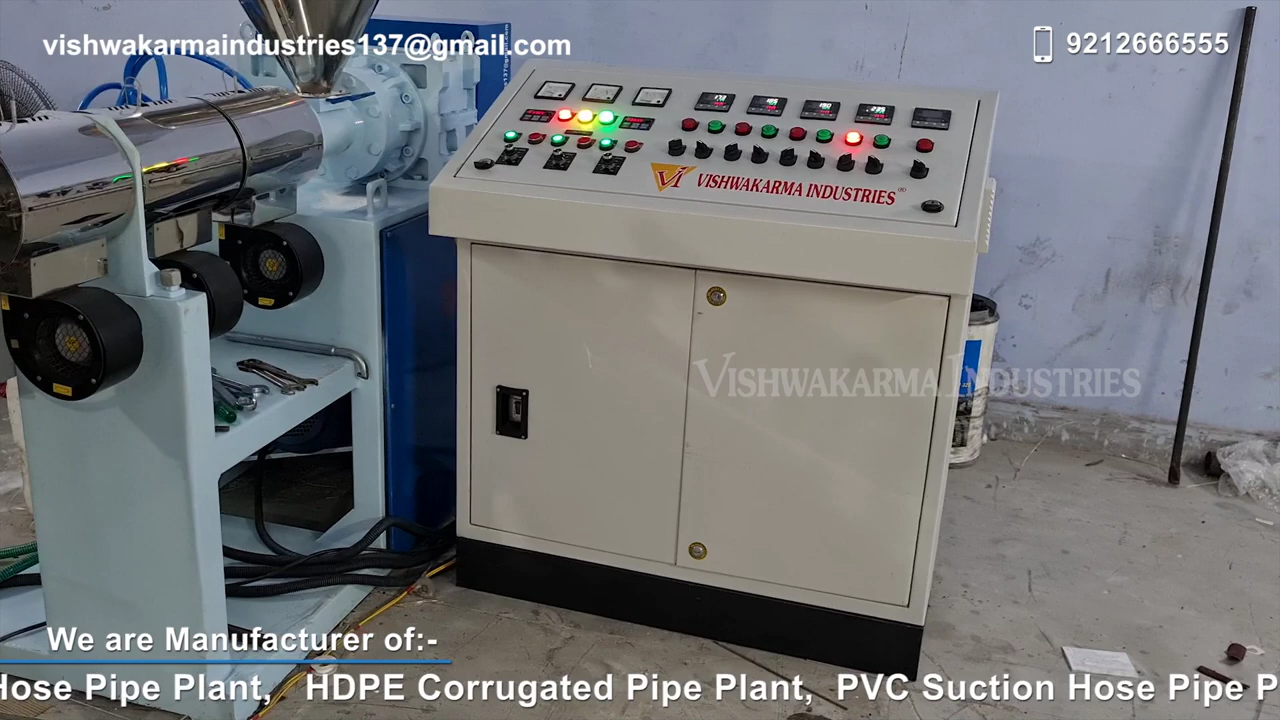 vishwakarmaindustries137@gmail.com
9212666555
VI VISHWAKARMA INDUSTRIES®
VISHWAKARMA INDUSTRIES
We are Manufacturer of:-
Hose Pipe Plant, HDPE Corrugated Pipe Plant, PVC Suction Hose Pipe P